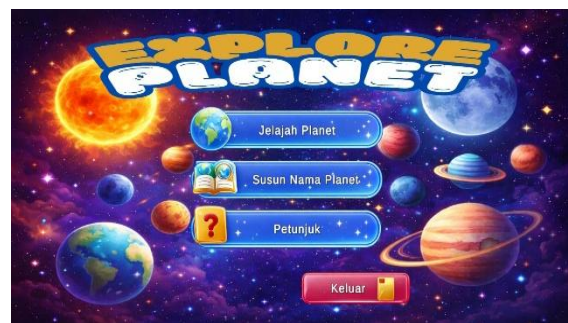 EXPLORE
PLANET
Jelajah Planet
Susun Nama Planet
?
Petunjuk
Keluar